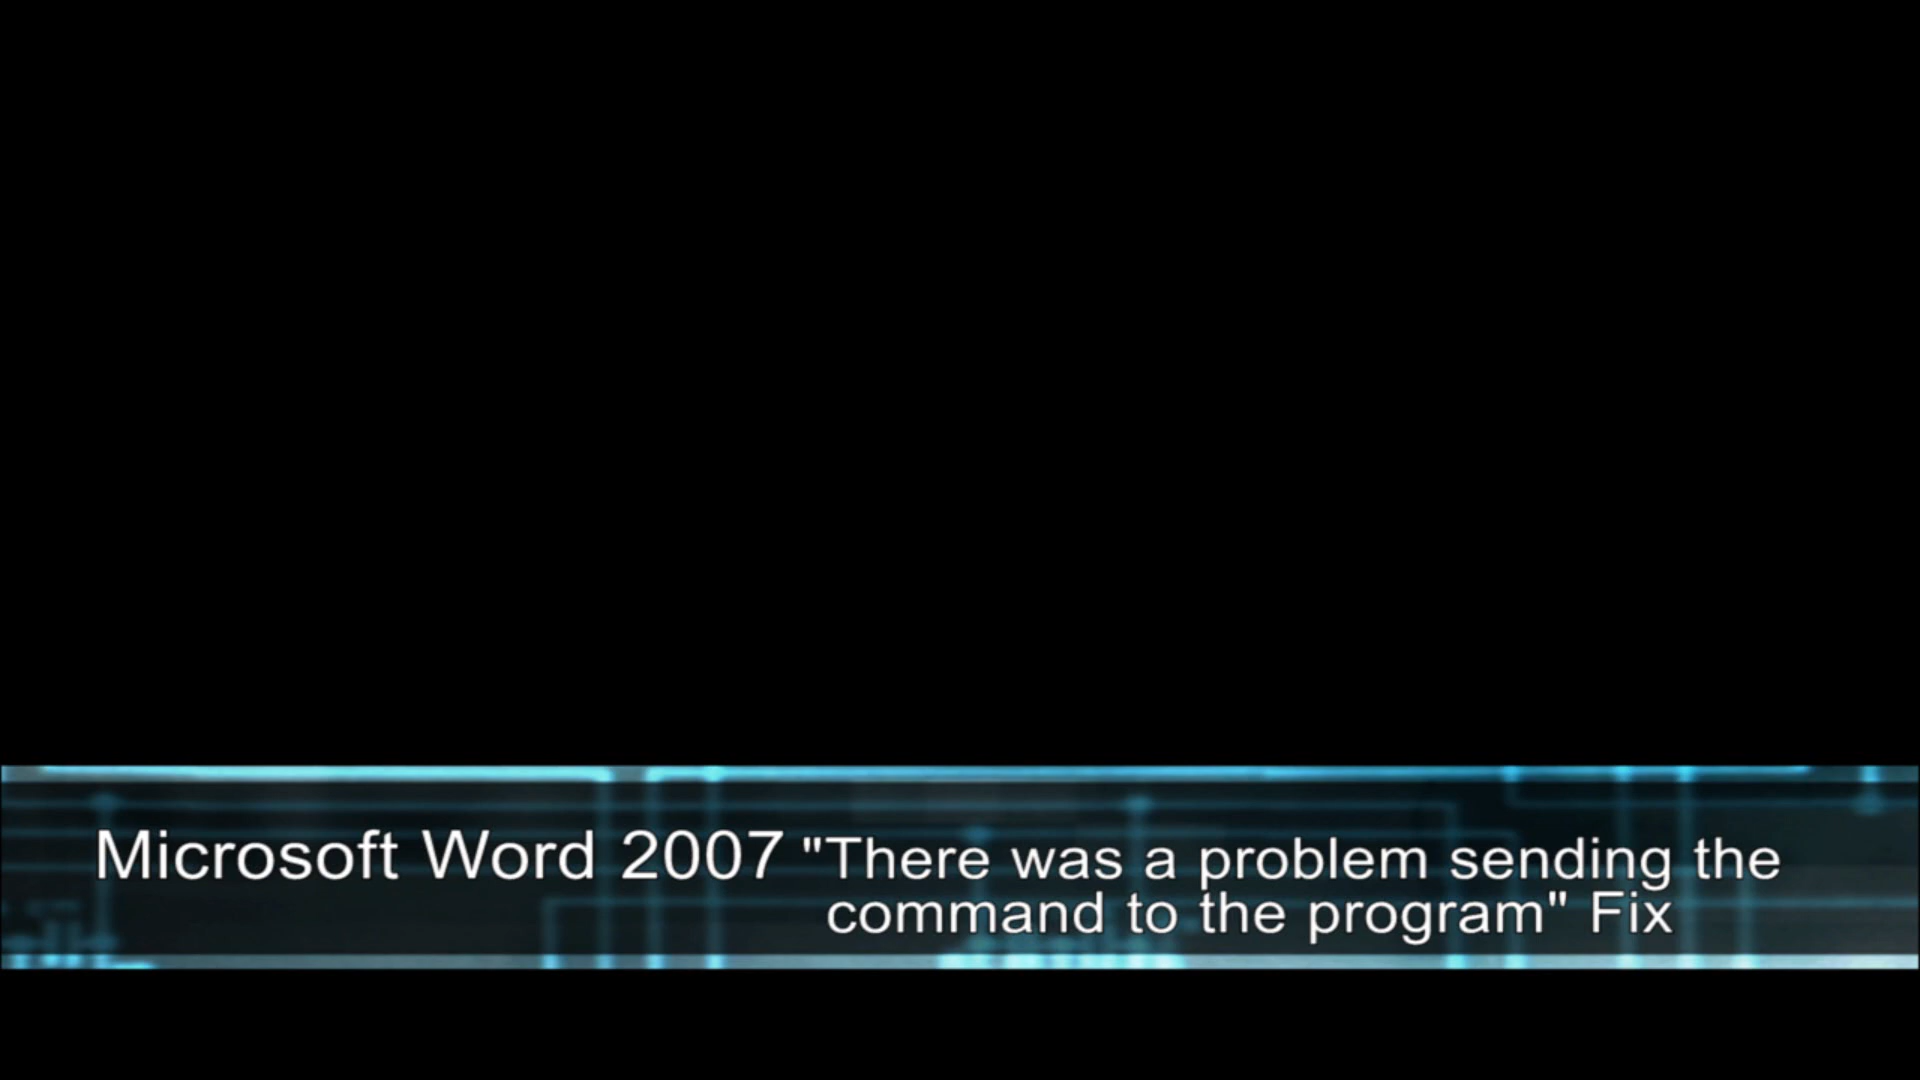 Microsoft Word 2007 "There was a problem sending the
command to the program" Fix